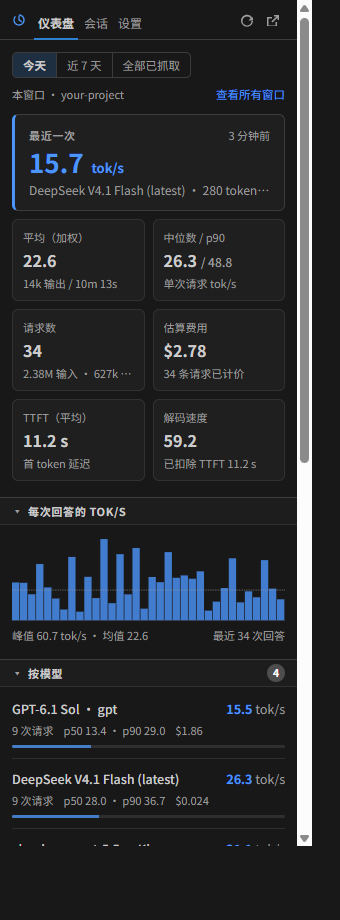 仪表盘 会话 设置
今天 近 7 天 全部已抓取
本窗口 · your-project 查看所有窗口
最近一次 3 分钟前
15.7 tok/s
DeepSeek V4.1 Flash (latest) · 280 token…
平均（加权） 中位数 / p90
22.6 26.3 / 48.8
14k 输出 / 10m 13s 单次请求 tok/s
请求数 估算费用
34 $2.78
2.38M 输入 · 627k … 34 条请求已计价
TTFT（平均） 解码速度
11.2 s 59.2
首 token 延迟 已扣除 TTFT 11.2 s
每次回答的 TOK/S
峰值 60.7 tok/s · 均值 22.6 最近 34 次回答
按模型 4
GPT-6.1 Sol · gpt 15.5 tok/s
9 次请求 p50 13.4 · p90 29.0 $1.86
DeepSeek V4.1 Flash (latest) 26.3 tok/s
9 次请求 p50 28.0 · p90 36.7 $0.024